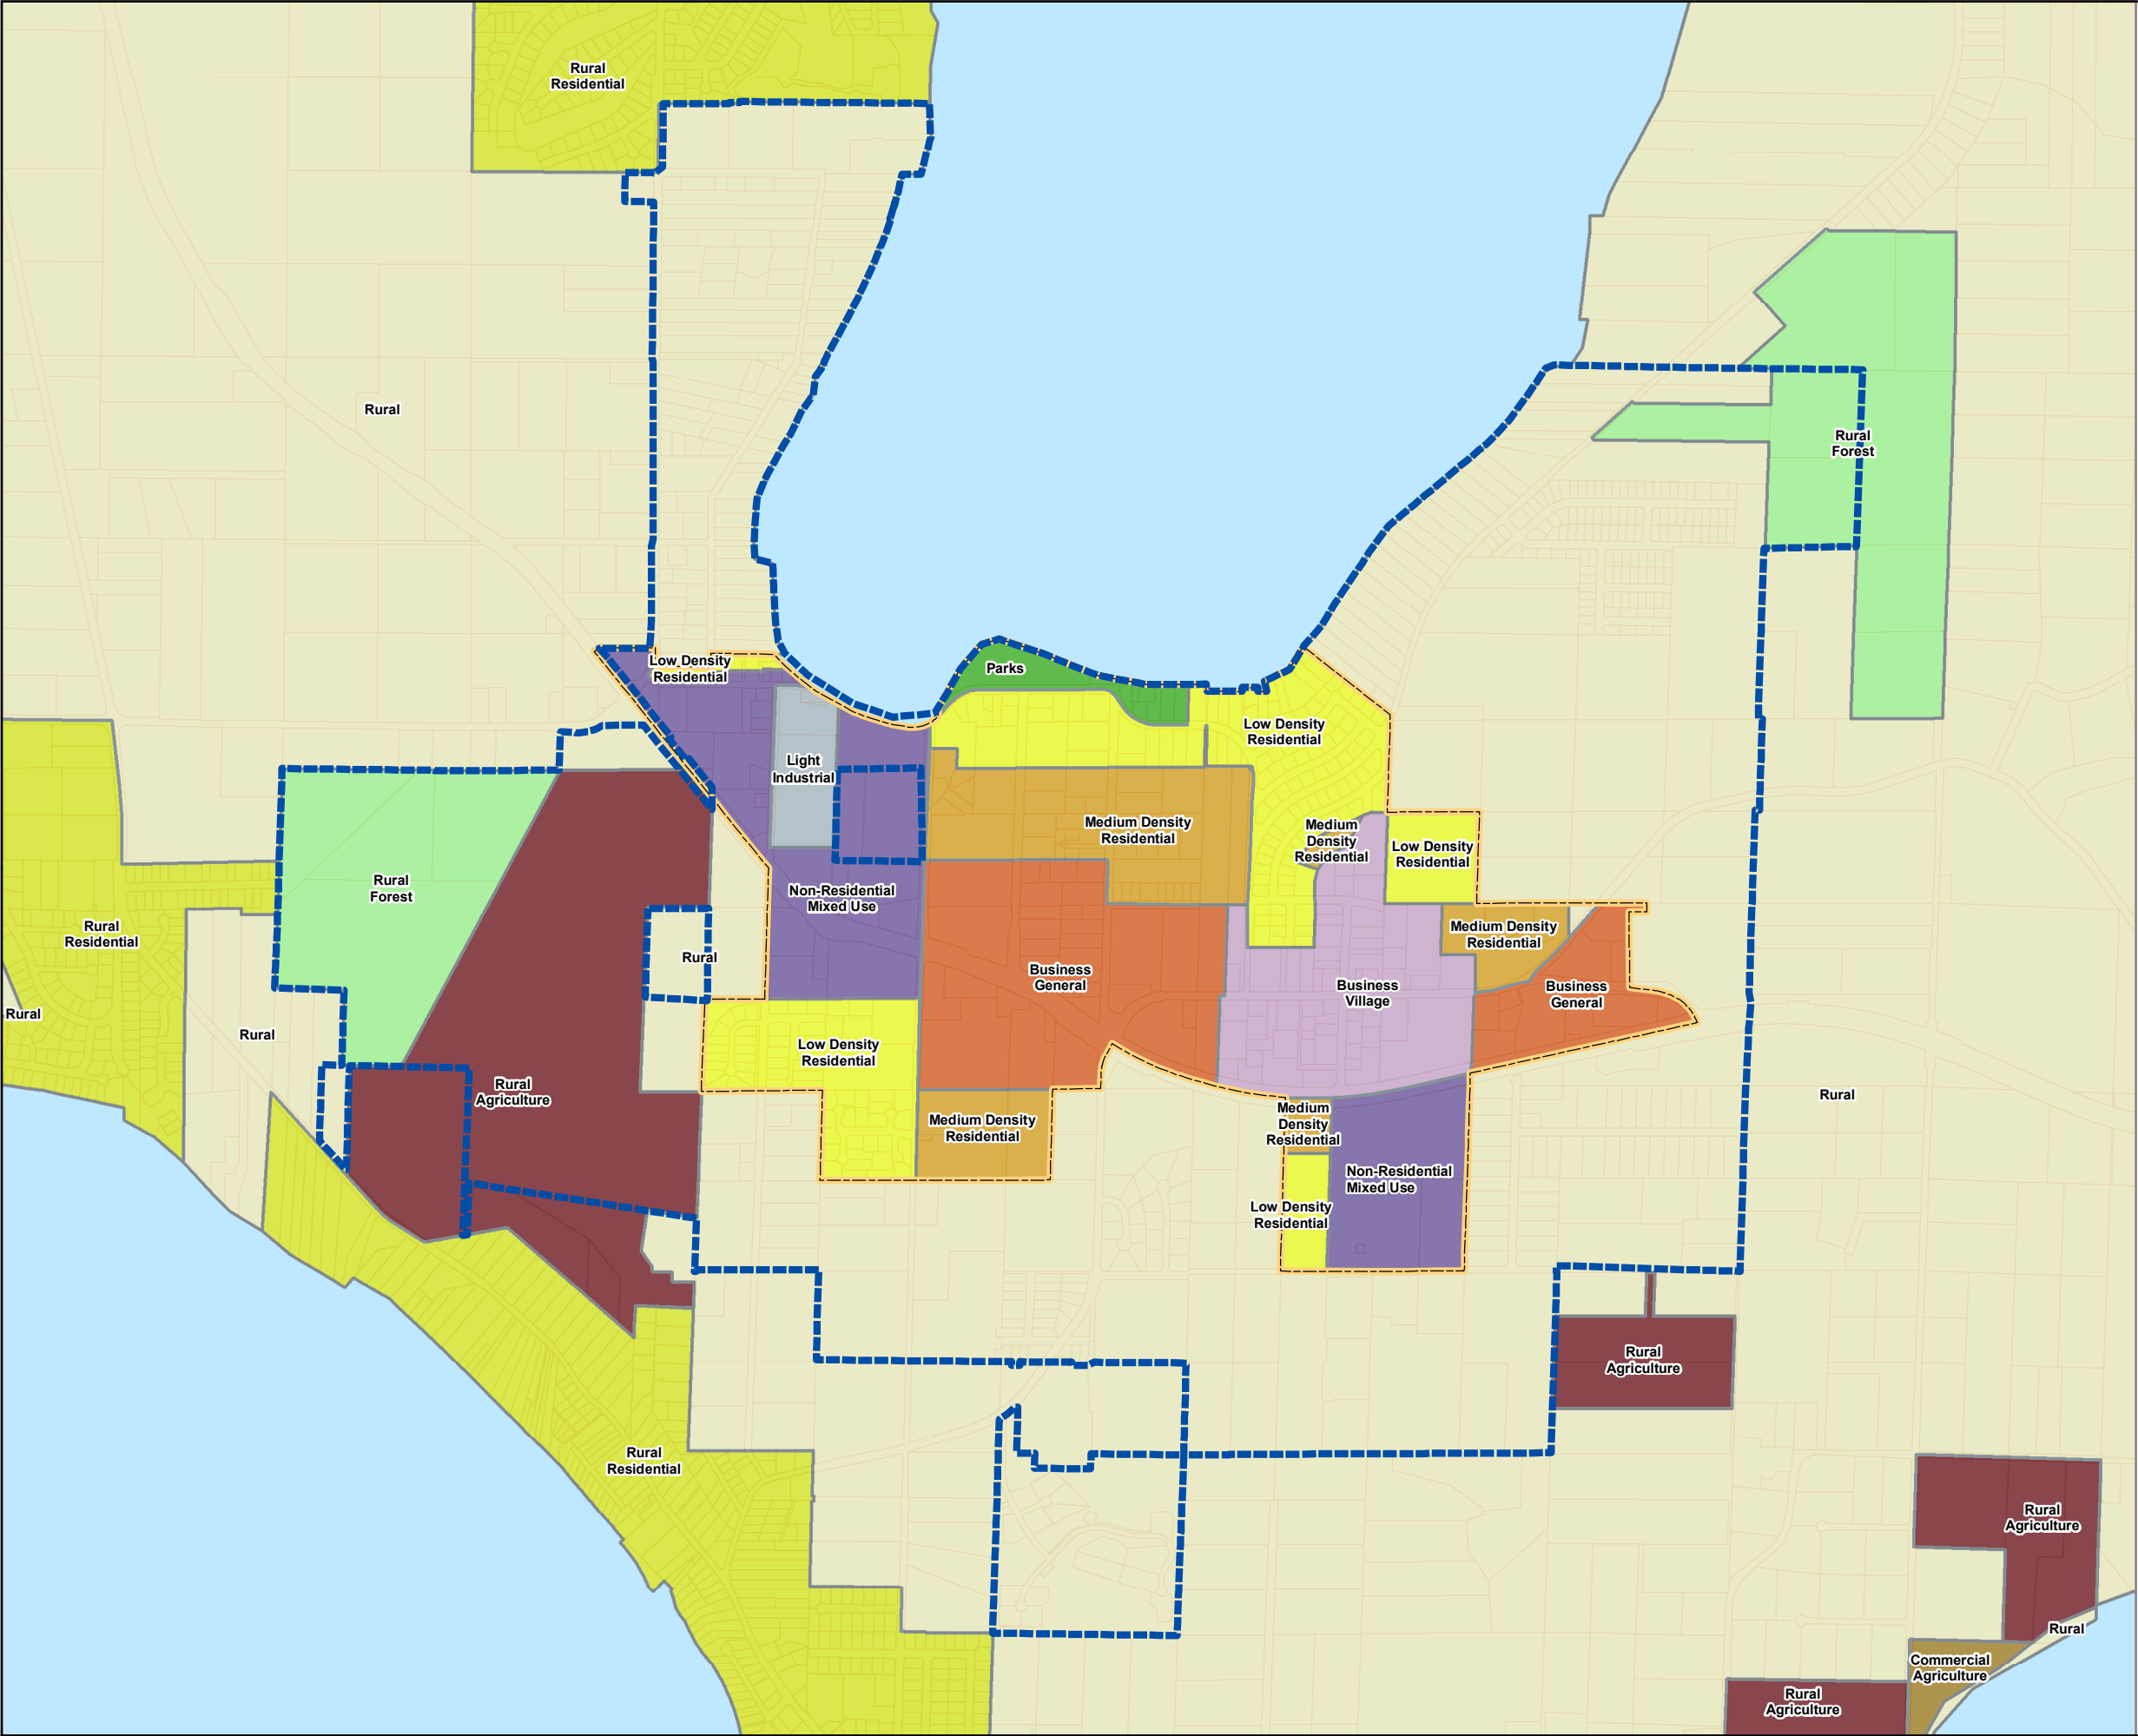 Rural
Residential
Rural
Rural
Forest
Low Density
Residential
Parks
Low Density
Residential
Light
Industrial
Medium Density
Residential
Medium
Density
Residential
Low Density
Residential
Rural
Forest
Non-Residential
Mixed Use
Rural
Residential
Medium Density
Residential
Rural
Business
General
Business
Village
Business
General
Rural
Rural
Low Density
Residential
Rural
Agriculture
Rural
Medium Density
Residential
Medium
Density
Residential
Non-Residential
Mixed Use
Low Density
Residential
Rural
Agriculture
Rural
Residential
Rural
Agriculture
Rural
Commercial
Agriculture
Rural
Agriculture